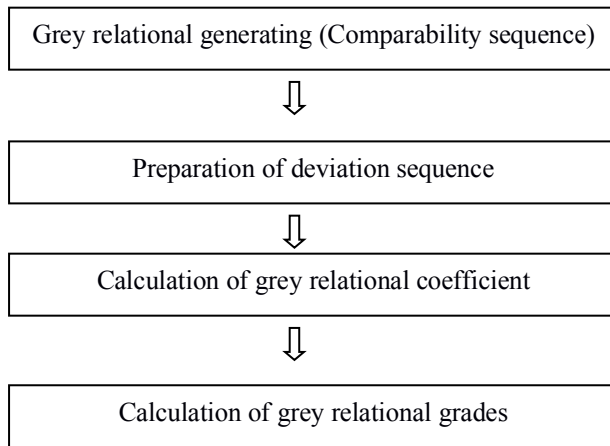 Grey relational generating (Comparability sequence)
Preparation of deviation sequence
Calculation of grey relational coefficient
Calculation of grey relational grades